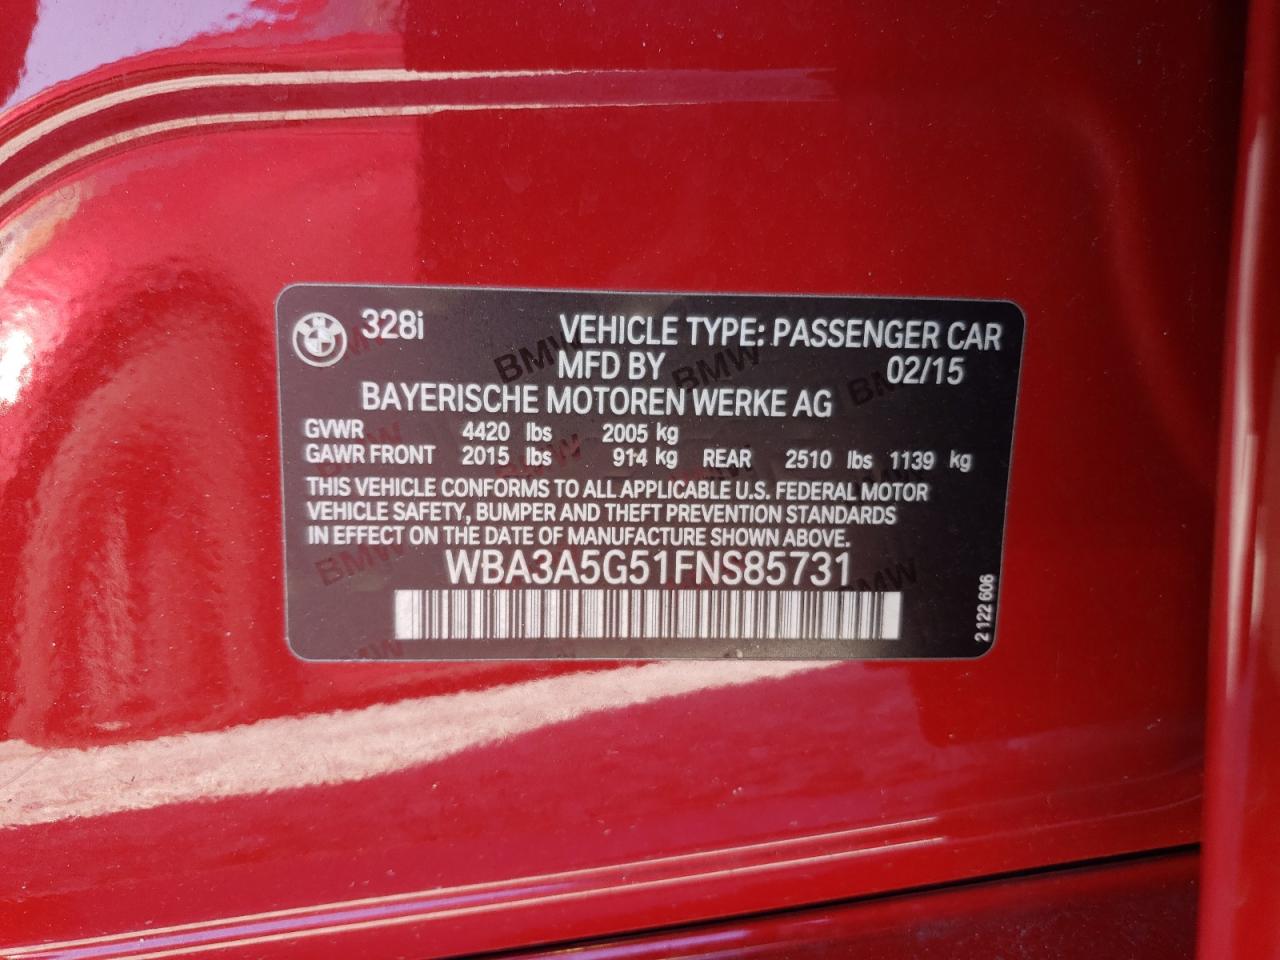 328i VEHICLE TYPE: PASSENGER CAR
MFD BY 02/15
BAYERISCHE MOTOREN WERKE AG
GVWR 4420 lbs 2005 kg
GAWR FRONT 2015 lbs 914 kg REAR 2510 lbs 1139 kg
THIS VEHICLE CONFORMS TO ALL APPLICABLE U.S. FEDERAL MOTOR
VEHICLE SAFETY, BUMPER AND THEFT PREVENTION STANDARDS
IN EFFECT ON THE DATE OF MANUFACTURE SHOWN ABOVE.
WBA3A5G51FNS85731
2 122 606